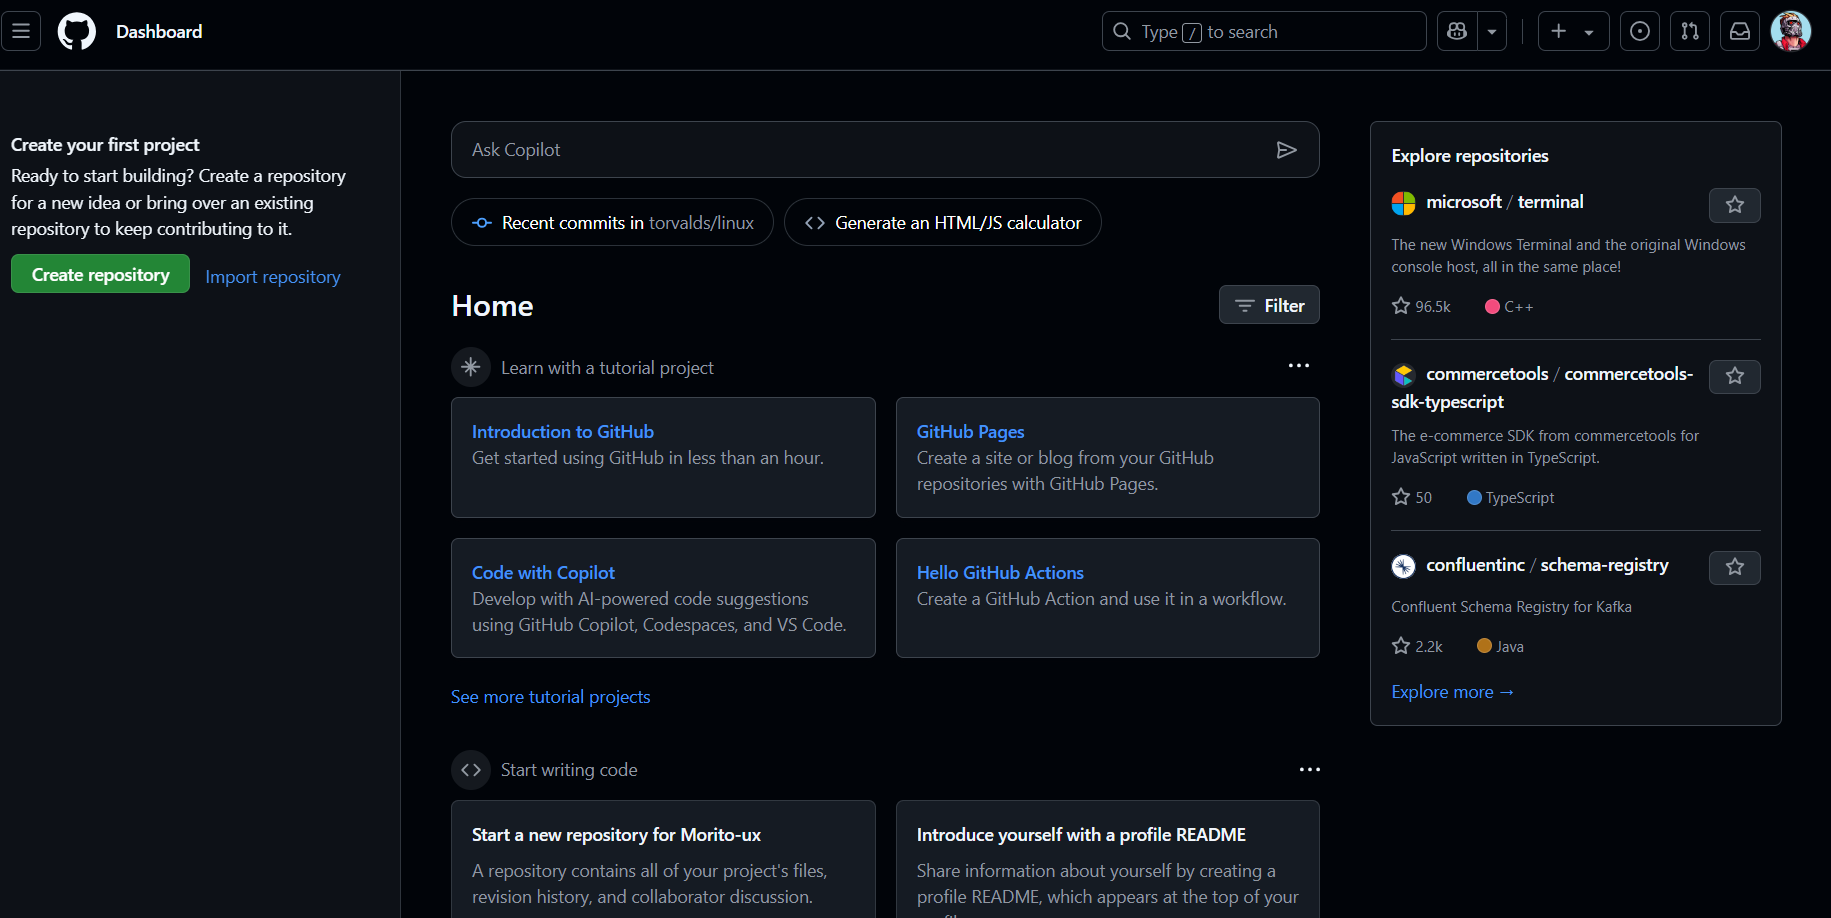 Dashboard
Type / to search
Create your first project
Ready to start building? Create a repository
for a new idea or bring over an existing
repository to keep contributing to it.
Create repository
Import repository
Ask Copilot
Recent commits in torvalds/linux
Generate an HTML/JS calculator
Home
Filter
Learn with a tutorial project
Introduction to GitHub
Get started using GitHub in less than an hour.
GitHub Pages
Create a site or blog from your GitHub
repositories with GitHub Pages.
Code with Copilot
Develop with AI-powered code suggestions
using GitHub Copilot, Codespaces, and VS Code.
Hello GitHub Actions
Create a GitHub Action and use it in a workflow.
See more tutorial projects
Start writing code
Start a new repository for Morito-ux
A repository contains all of your project's files,
revision history, and collaborator discussion.
Introduce yourself with a profile README
Share information about yourself by creating a
profile README, which appears at the top of your
Explore repositories
microsoft / terminal
The new Windows Terminal and the original Windows
console host, all in the same place!
96.5k
C++
commercetools / commercetools-
sdk-typescript
The e-commerce SDK from commercetools for
JavaScript written in TypeScript.
50
TypeScript
confluentinc / schema-registry
Confluent Schema Registry for Kafka
2.2k
Java
Explore more →